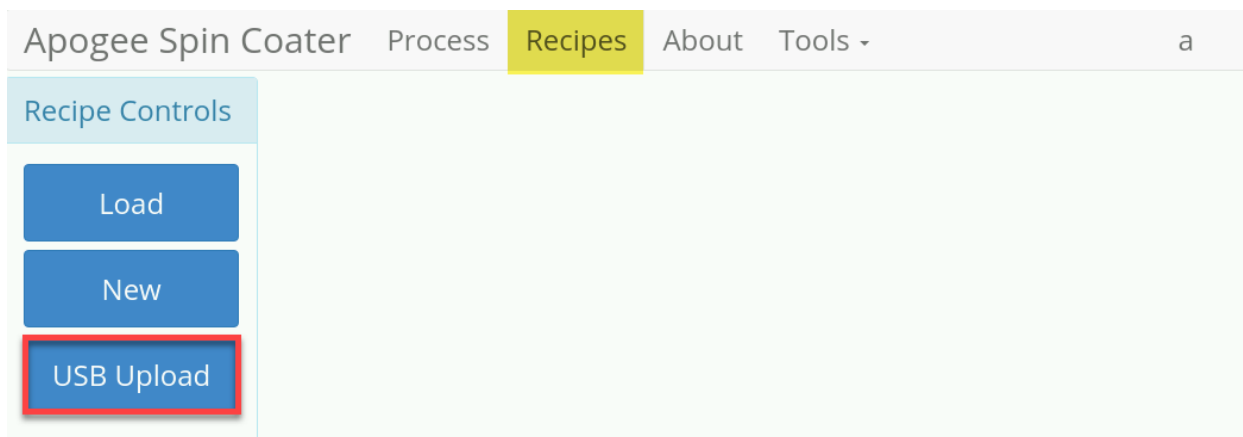 Apogee Spin Coater Process Recipes About Tools a
Recipe Controls
Load
New
USB Upload